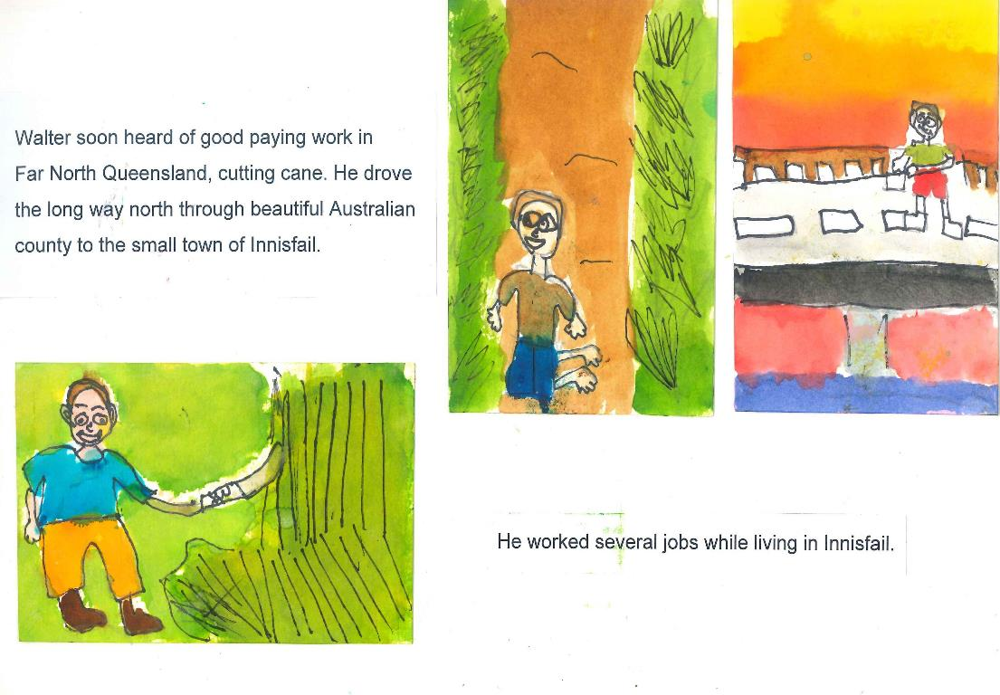 Walter soon heard of good paying work in
Far North Queensland, cutting cane. He drove
the long way north through beautiful Australian
county to the small town of Innisfail.
He worked several jobs while living in Innisfail.